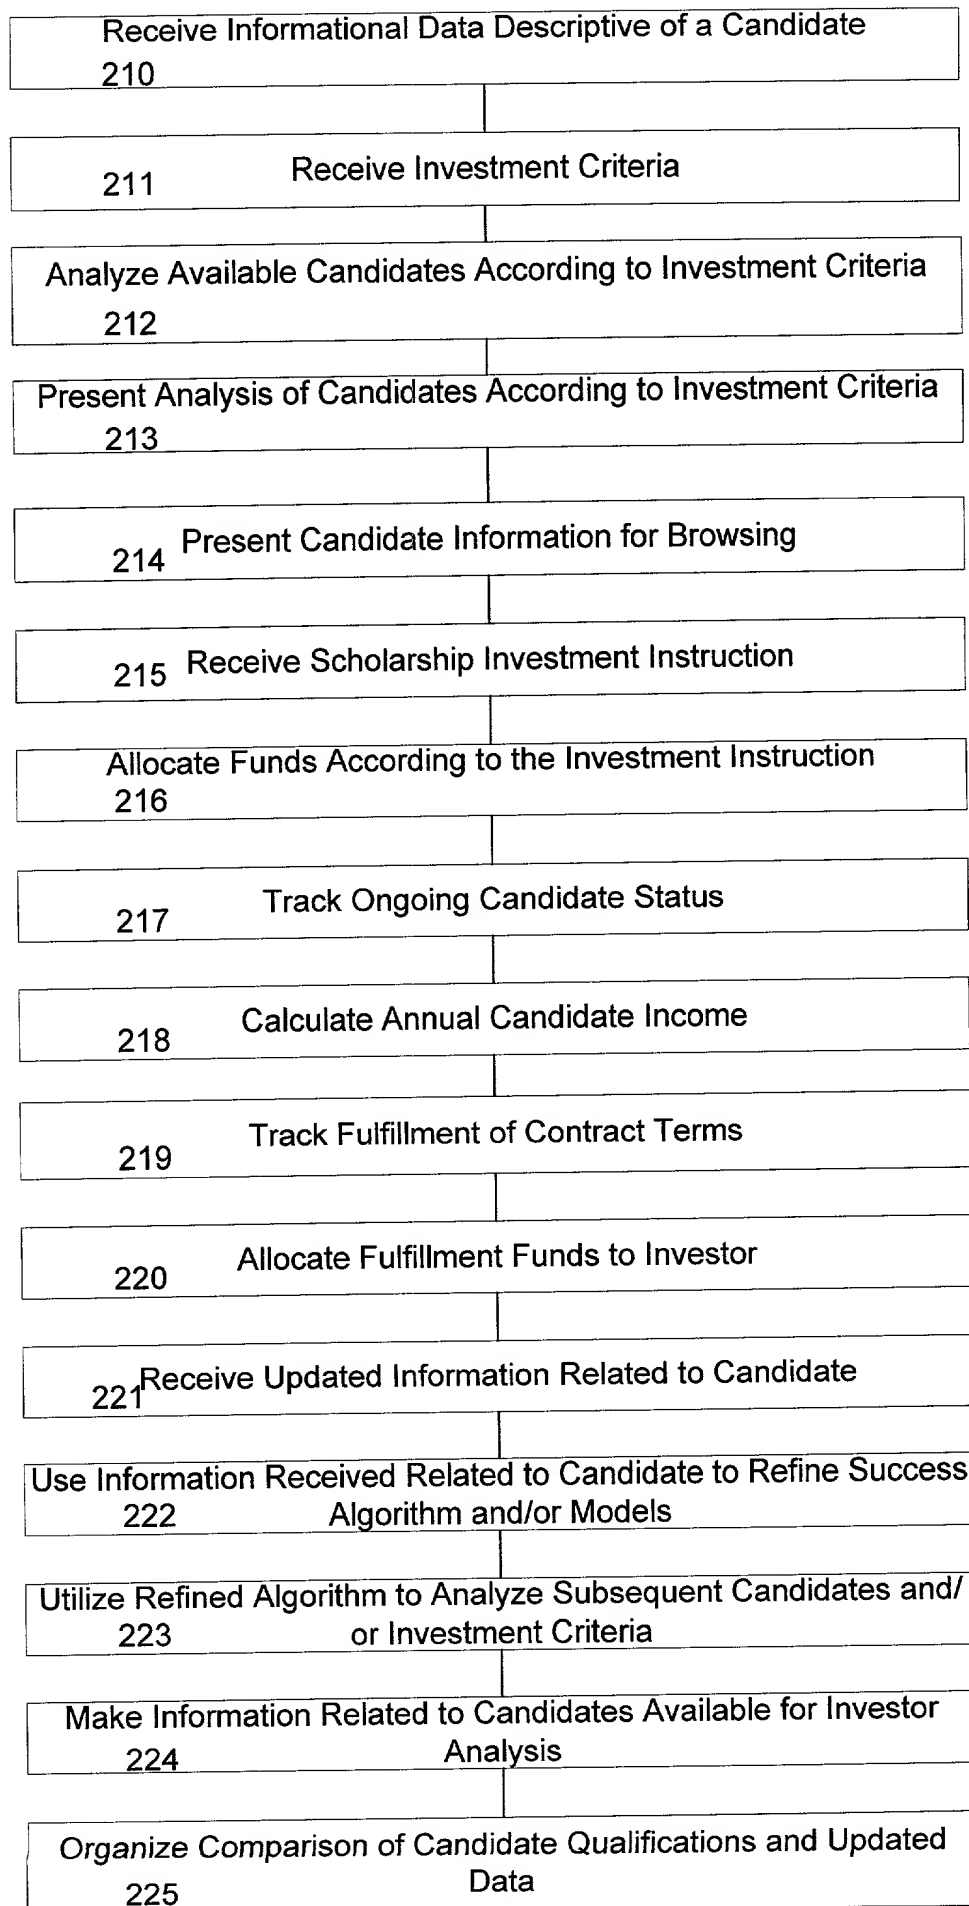 Receive Informational Data Descriptive of a Candidate
210
211 Receive Investment Criteria
Analyze Available Candidates According to Investment Criteria
212
Present Analysis of Candidates According to Investment Criteria
213
214 Present Candidate Information for Browsing
215 Receive Scholarship Investment Instruction
Allocate Funds According to the Investment Instruction
216
217 Track Ongoing Candidate Status
218 Calculate Annual Candidate Income
219 Track Fulfillment of Contract Terms
220 Allocate Fulfillment Funds to Investor
221 Receive Updated Information Related to Candidate
Use Information Received Related to Candidate to Refine Success
222 Algorithm and/or Models
Utilize Refined Algorithm to Analyze Subsequent Candidates and/
223 or Investment Criteria
Make Information Related to Candidates Available for Investor
224 Analysis
Organize Comparison of Candidate Qualifications and Updated
225 Data